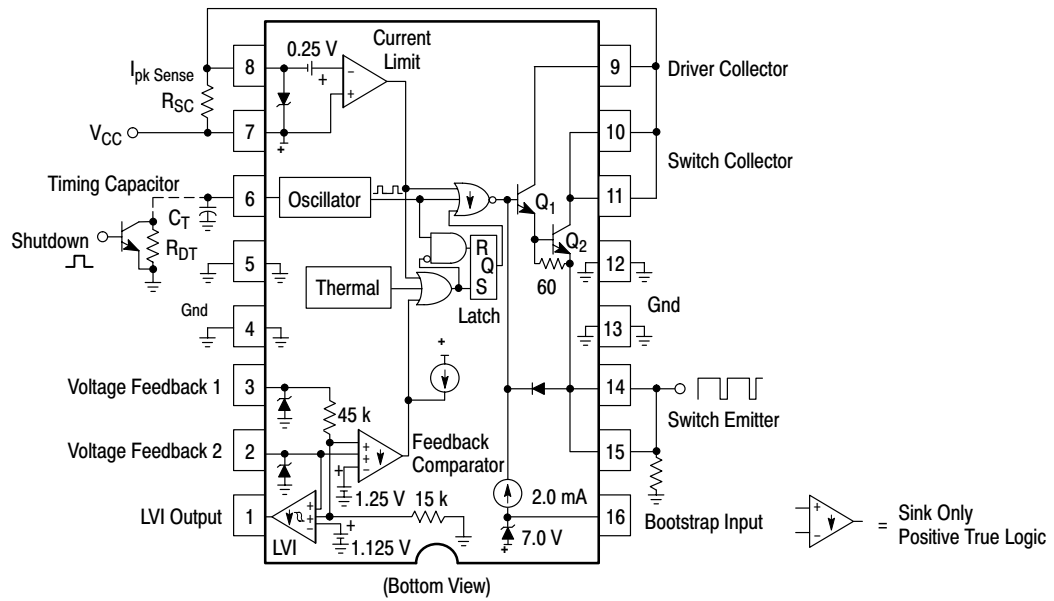 Current
Limit
0.25 V
+
−
+
+
Ipk Sense
RSC
VCC
8
7
9
Driver Collector
10
Switch Collector
11
Timing Capacitor
6
Oscillator
CT
RDT
Shutdown
5
Q1
Q2
60
12
R
Q
S
Latch
Thermal
Gnd
4
13
Gnd
+
Voltage Feedback 1
3
45 k
14
Switch Emitter
Voltage Feedback 2
2
+
+
−
+
Feedback
Comparator
15
1.25 V
15 k
2.0 mA
LVI Output
1
+
+
−
+
LVI
1.125 V
7.0 V
+
16
Bootstrap Input
+
−
= Sink Only
Positive True Logic
(Bottom View)